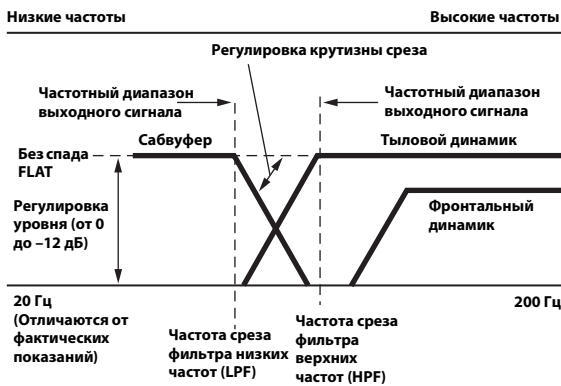 Низкие частоты
Высокие частоты
Регулировка крутизны среза
Частотный диапазон
выходного сигнала
Частотный диапазон
выходного сигнала
Сабвуфер
Тыловой динамик
Без спада
FLAT
Регулировка
уровня (от 0
до –12 дБ)
Фронтальный
динамик
20 Гц
(Отличаются от
фактических
показаний)
200 Гц
Частота среза
фильтра низких
частот (LPF)
Частота среза
фильтра
верхних
частот (HPF)